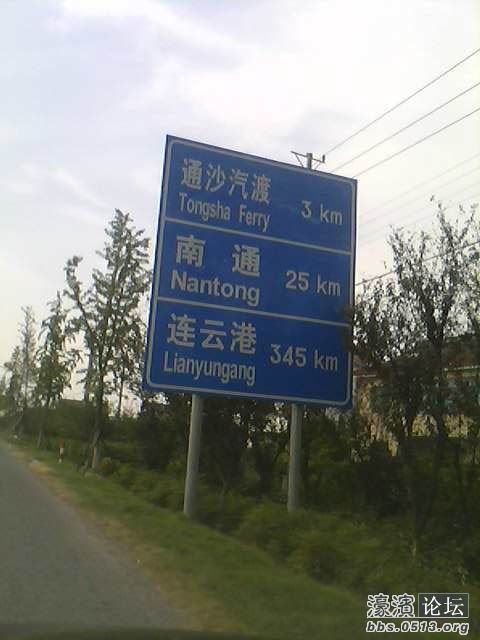 通沙汽渡
Tongsha Ferry 3 km
南通
Nantong 25 km
连云港
Lianyungang 345 km
濠滨论坛
bbs.0513.org